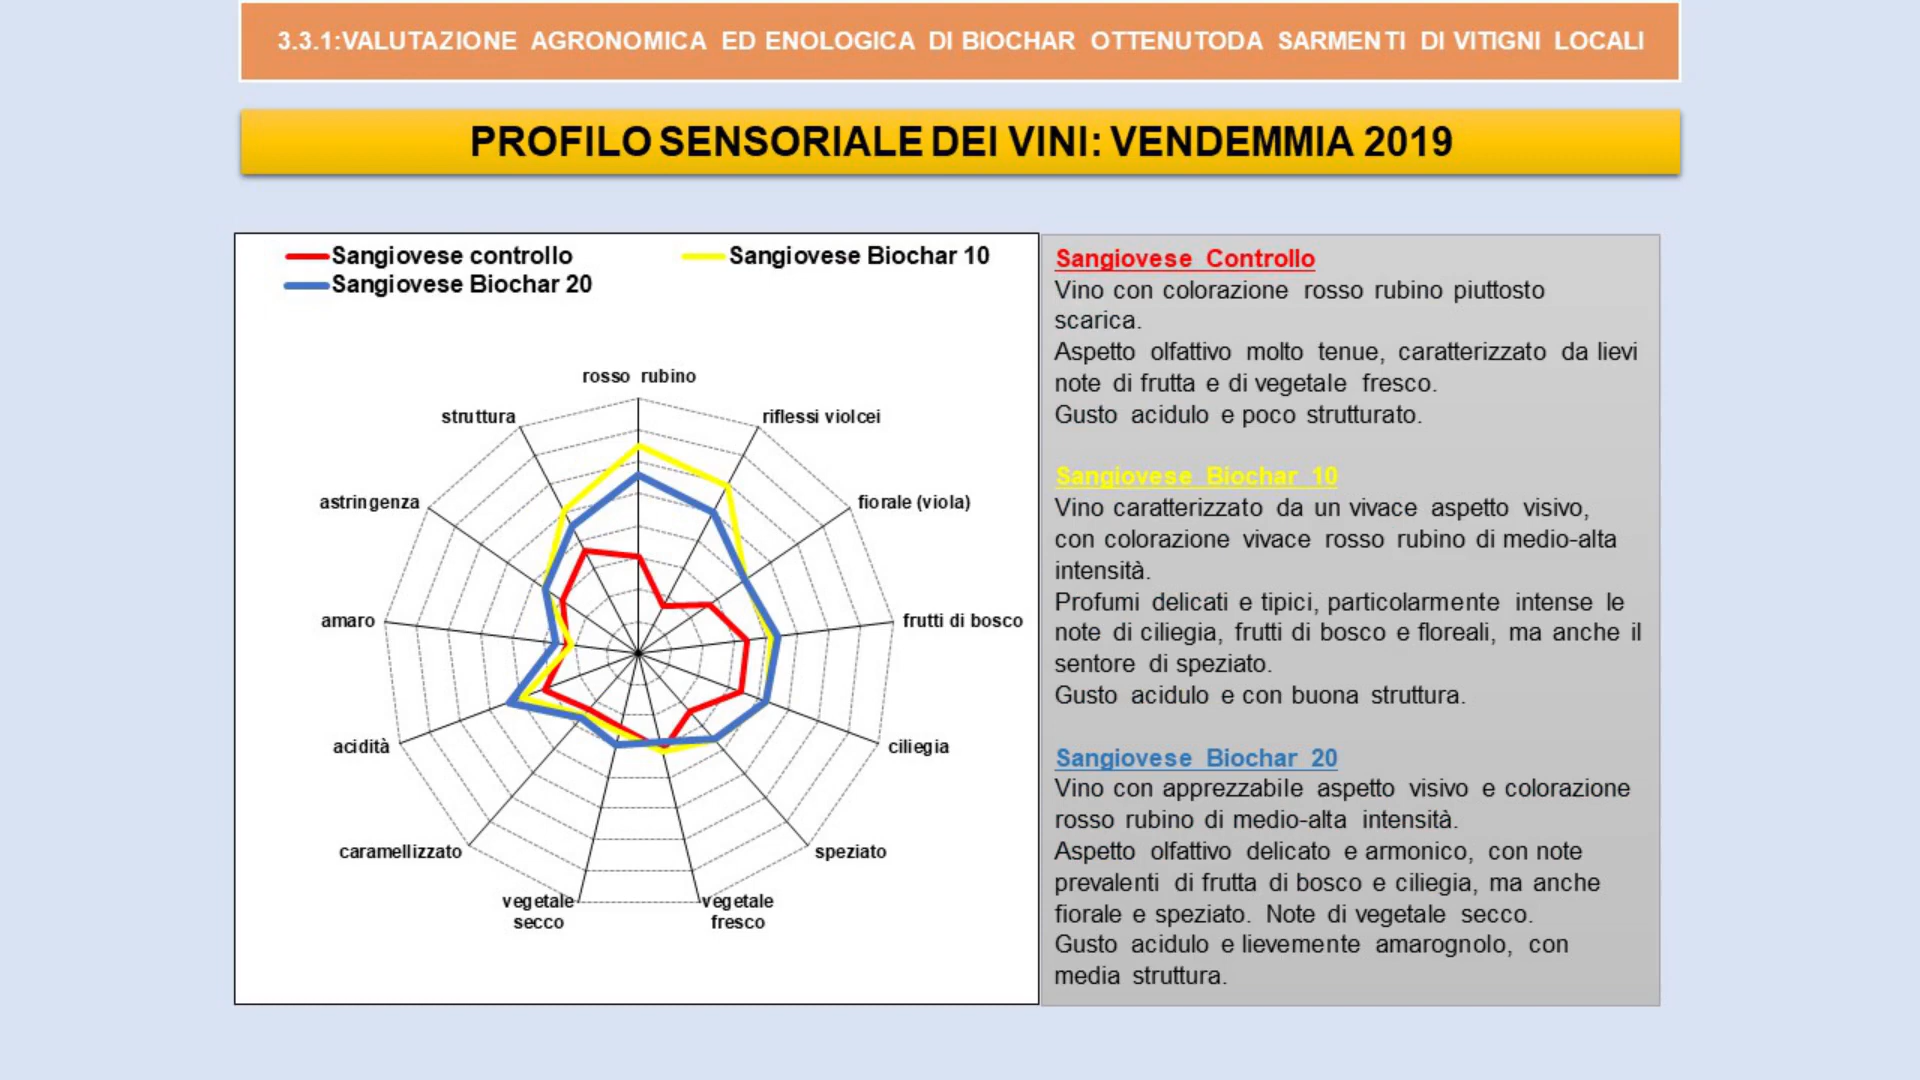 3.3.1:VALUTAZIONE AGRONOMICA ED ENOLOGICA DI BIOCHAR OTTENUTODA SARMENTI DI VITIGNI LOCALI
PROFILO SENSORIALE DEI VINI: VENDEMMIA 2019
Sangiovese controllo
Sangiovese Biochar 10
Sangiovese Biochar 20
rosso rubino
riflessi violcei
fiorale (viola)
frutti di bosco
ciliegia
speziato
vegetale
fresco
vegetale
secco
caramellizzato
acidità
amaro
astringenza
struttura
Sangiovese Controllo
Vino con colorazione rosso rubino piuttosto
scarica.
Aspetto olfattivo molto tenue, caratterizzato da lievi
note di frutta e di vegetale fresco.
Gusto acidulo e poco strutturato.
Sangiovese Biochar 10
Vino caratterizzato da un vivace aspetto visivo,
con colorazione vivace rosso rubino di medio-alta
intensità.
Profumi delicati e tipici, particolarmente intense le
note di ciliegia, frutti di bosco e floreali, ma anche il
sentore di speziato.
Gusto acidulo e con buona struttura.
Sangiovese Biochar 20
Vino con apprezzabile aspetto visivo e colorazione
rosso rubino di medio-alta intensità.
Aspetto olfattivo delicato e armonico, con note
prevalenti di frutta di bosco e ciliegia, ma anche
fiorale e speziato. Note di vegetale secco.
Gusto acidulo e lievemente amarognolo, con
media struttura.